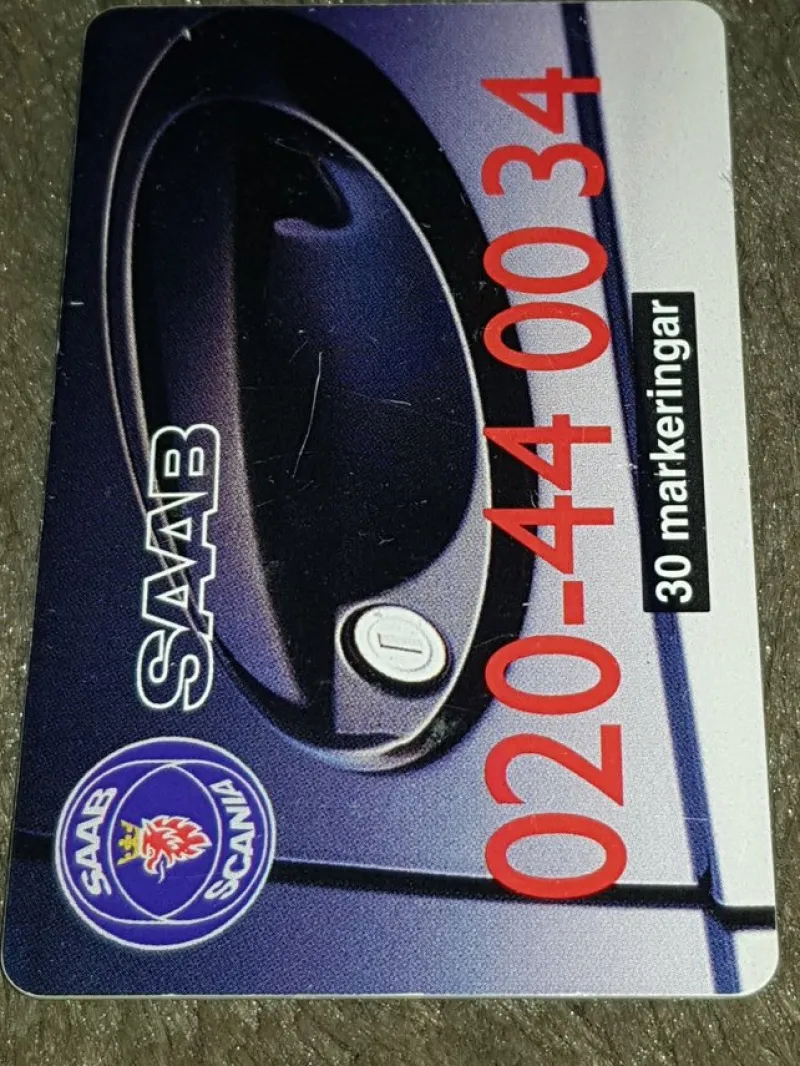 SAAB
SCANIA
SAAB
020-44 00 34
30 markeringar